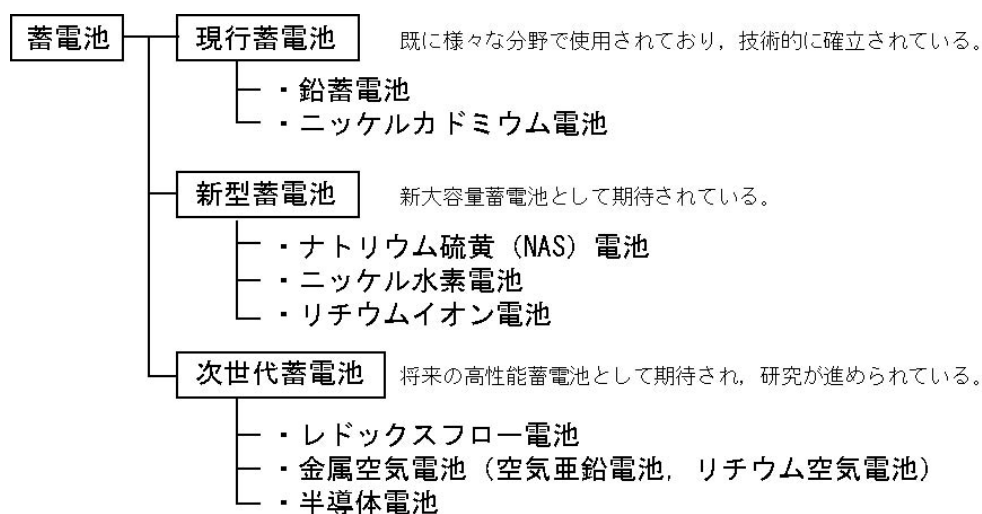 蓄電池
現行蓄電池 既に様々な分野で使用されており，技術的に確立されている。
・鉛蓄電池
・ニッケルカドミウム電池
新型蓄電池 新大容量蓄電池として期待されている。
・ナトリウム硫黄（NAS）電池
・ニッケル水素電池
・リチウムイオン電池
次世代蓄電池 将来の高性能蓄電池として期待され，研究が進められている。
・レドックスフロー電池
・金属空気電池（空気亜鉛電池，リチウム空気電池）
・半導体電池